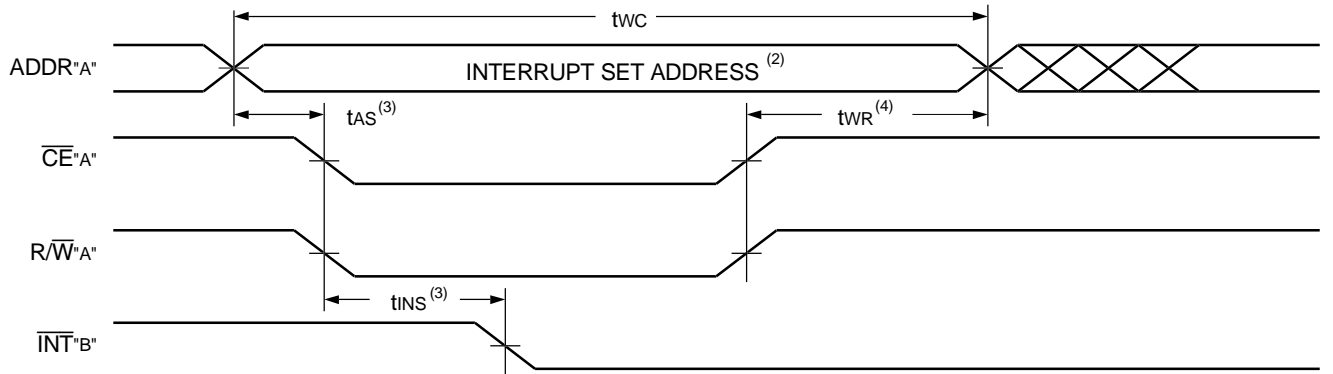 tWC
ADDR"A"
INTERRUPT SET ADDRESS (2)
tAS(3)
tWR(4)
CE"A"
R/W"A"
tINS(3)
INT"B"